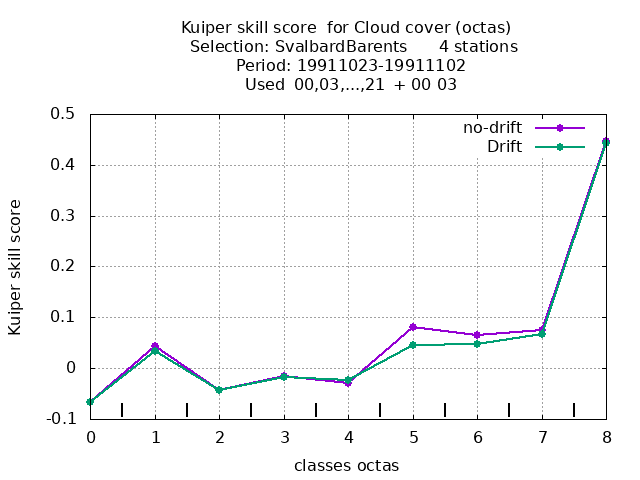 Kuiper skill score  for Cloud cover (octas)
Selection: SvalbardBarents      4 stations
Period: 19911023-19911102
Used  00,03,...,21  + 00 03
no-drift
Drift
Kuiper skill score
0.5
0.4
0.3
0.2
0.1
0
-0.1
0 1 2 3 4 5 6 7 8
classes octas